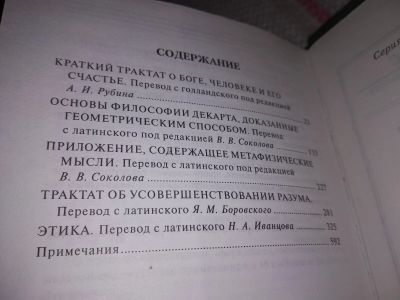 СОДЕРЖАНИЕ
КРАТКИЙ ТРАКТАТ О БОГЕ, ЧЕЛОВЕКЕ И ЕГО
СЧАСТЬЕ. Перевод с голландского под редакцией
А. И. Рубина
ОСНОВЫ ФИЛОСОФИИ ДЕКАРТА, ДОКАЗАННЫЕ
ГЕОМЕТРИЧЕСКИМ СПОСОБОМ. Перевод
с латинского под редакцией В. В. Соколова
ПРИЛОЖЕНИЕ, СОДЕРЖАЩЕЕ МЕТАФИЗИЧЕСКИЕ
МЫСЛИ. Перевод с латинского под редакцией
В. В. Соколова 227
ТРАКТАТ ОБ УСОВЕРШЕНСТВОВАНИИ РАЗУМА.
Перевод с латинского Я. М. Боровского 281
ЭТИКА. Перевод с латинского Н. А. Иванцова 325
Примечания 592
Серия